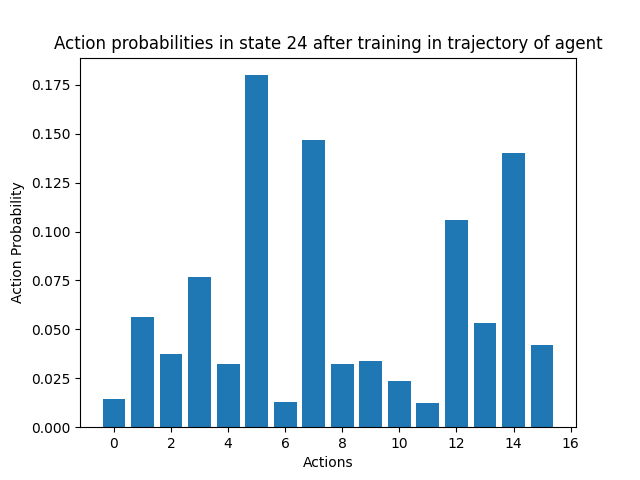 Action probabilities in state 24 after training in trajectory of agent
0.175
0.150
0.125
0.100
0.075
0.050
0.025
0.000
Action Probability
0 2 4 6 8 10 12 14 16
Actions